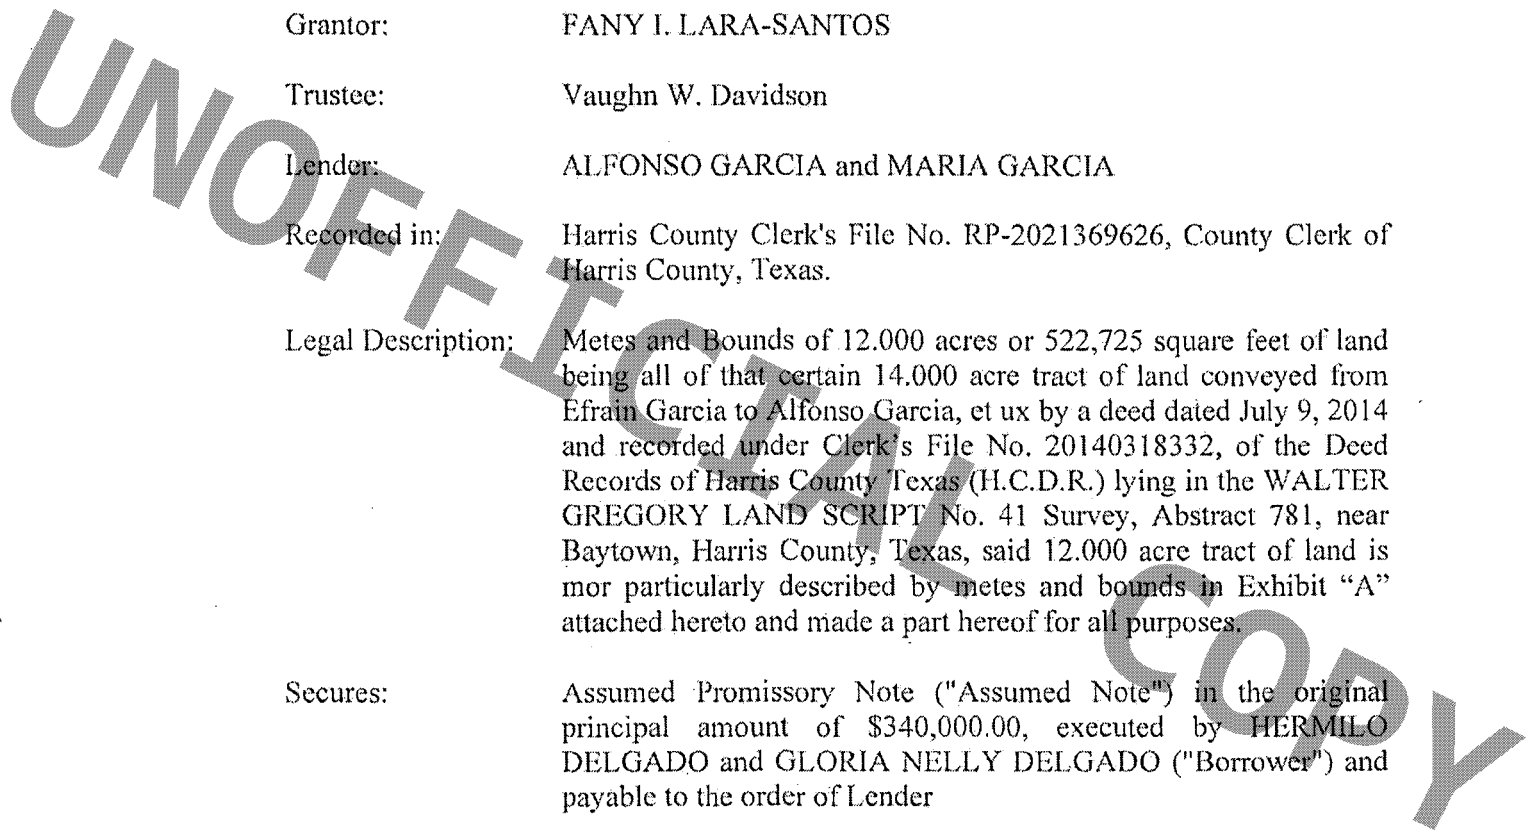 Grantor: FANY I. LARA-SANTOS
Trustee: Vaughn W. Davidson
Lender: ALFONSO GARCIA and MARIA GARCIA
Recorded in: Harris County Clerk's File No. RP-2021369626, County Clerk of
Harris County, Texas.
Legal Description: Metes and Bounds of 12.000 acres or 522,725 square feet of land
being all of that certain 14.000 acre tract of land conveyed from
Efrain Garcia to Alfonso Garcia, et ux by a deed dated July 9, 2014
and recorded under Clerk's File No. 20140318332, of the Deed
Records of Harris County Texas (H.C.D.R.) lying in the WALTER
GREGORY LAND SCRIPT No. 41 Survey, Abstract 781, near
Baytown, Harris County, Texas, said 12.000 acre tract of land is
mor particularly described by metes and bounds in Exhibit “A”
attached hereto and made a part hereof for all purposes.
Secures: Assumed Promissory Note ("Assumed Note") in the original
principal amount of $340,000.00, executed by HERMILO
DELGADO and GLORIA NELLY DELGADO ("Borrower") and
payable to the order of Lender
UNOFFICIAL COPY